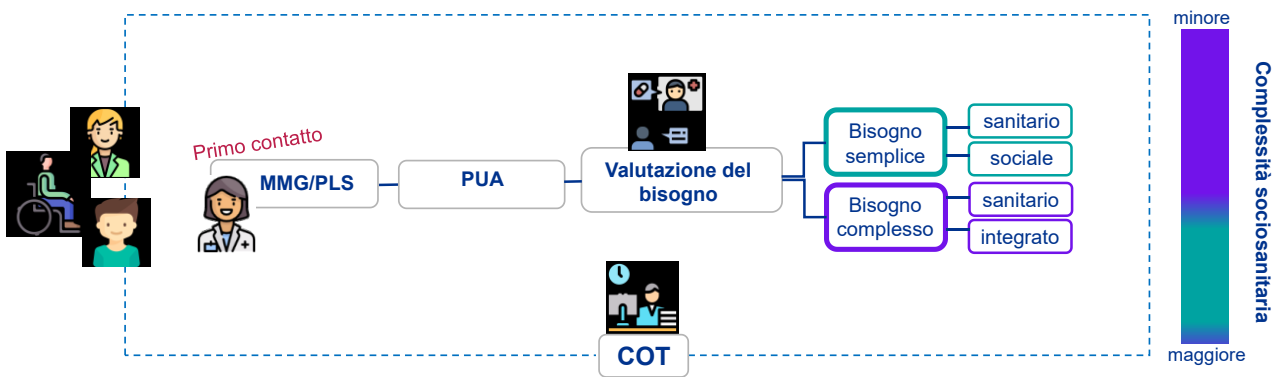 minore
Primo contatto
MMG/PLS
PUA
Valutazione del
bisogno
Bisogno
semplice
sanitario
sociale
Bisogno
complesso
sanitario
integrato
COT
Complessità sociosanitaria
maggiore